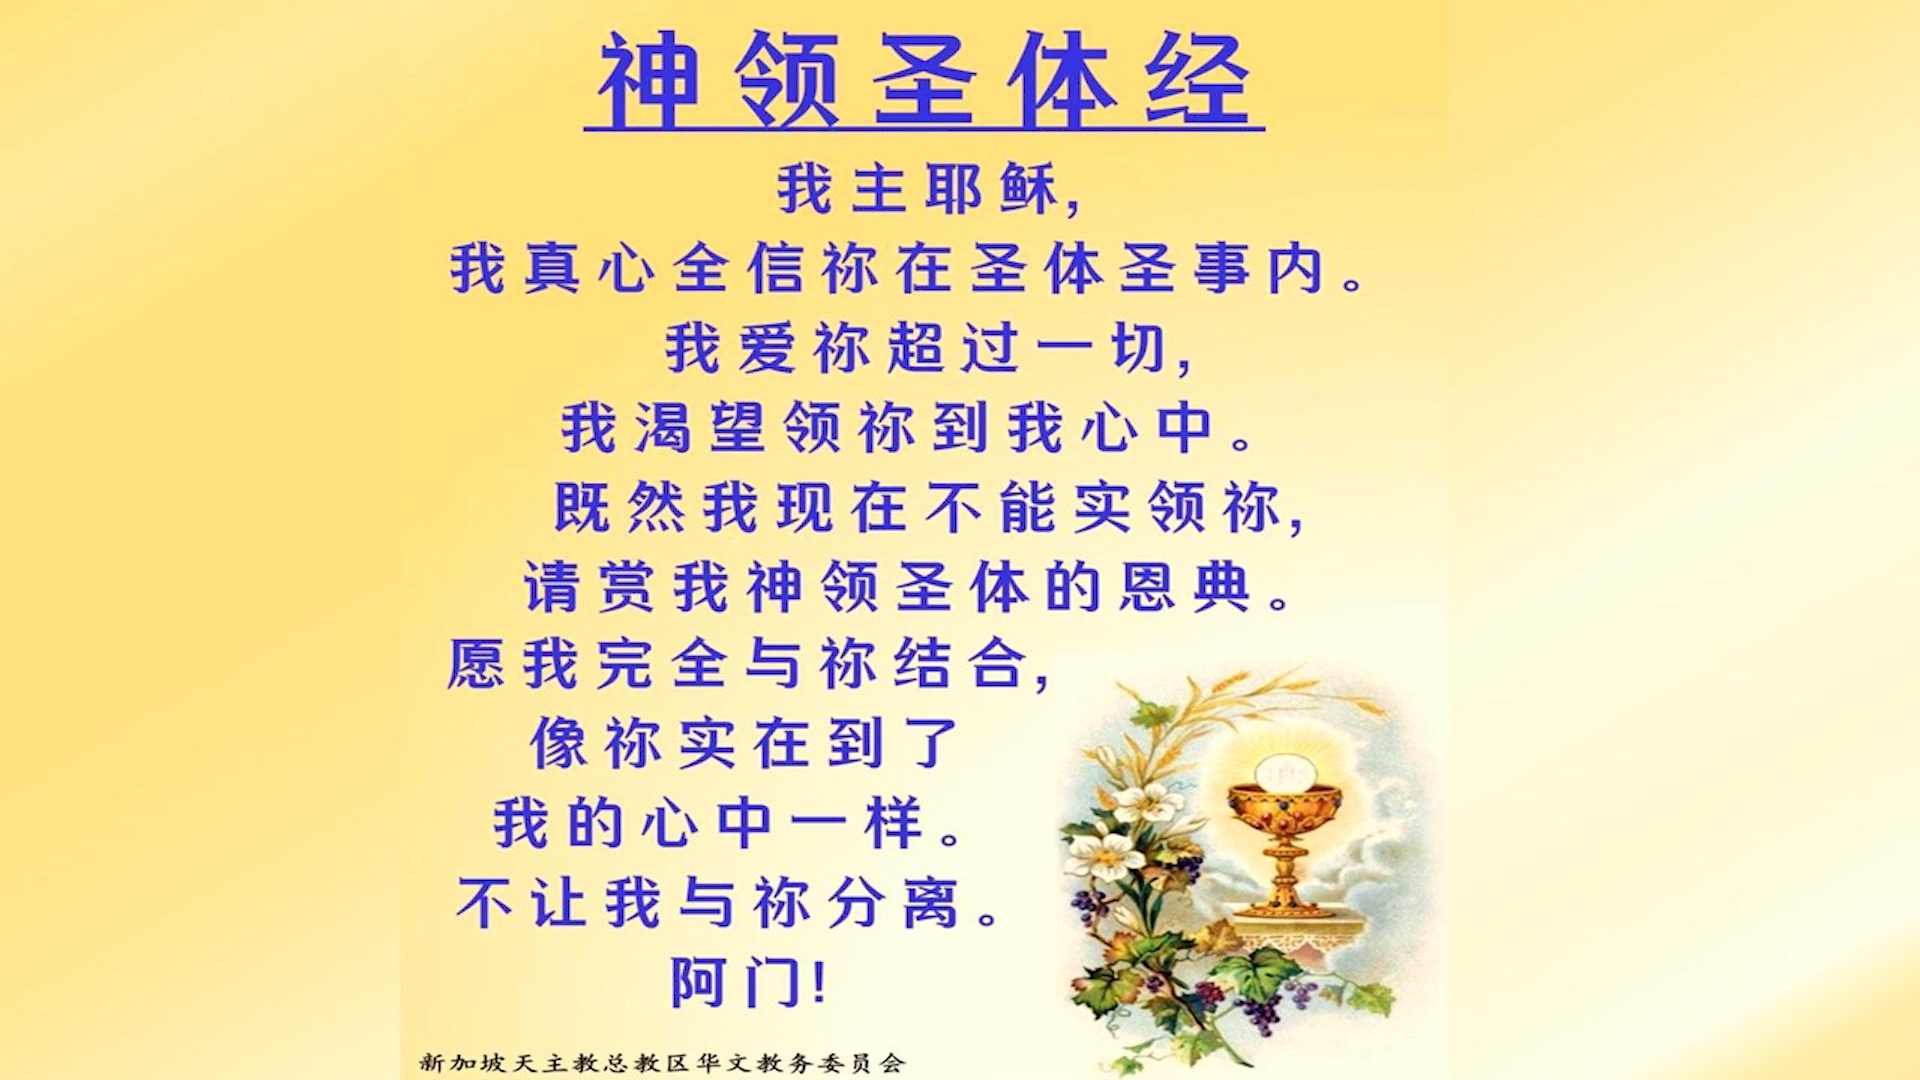 神领圣体经
我主耶稣,
我真心全信祢在圣体圣事内。
我爱祢超过一切,
我渴望领祢到我心中。
既然我现在不能实领祢,
请赏我神领圣体的恩典。
愿我完全与祢结合,
像祢实在到了
我的心中一样。
不让我与祢分离。
阿门!
IHS
新加坡天主教总教区华文教务委员会